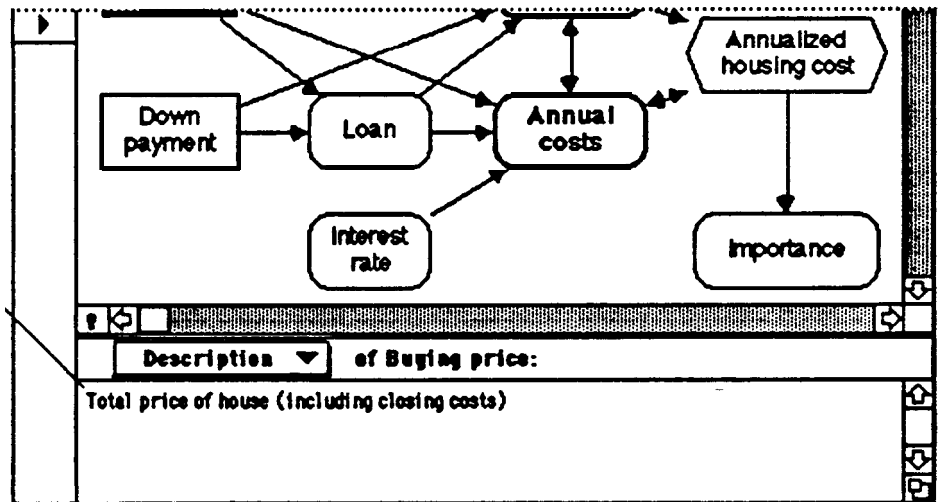 Annualized
housing cost
Down
payment
Loan
Annual
costs
Interest
rate
Importance
Description of Buying price:
Total price of house (including closing costs)